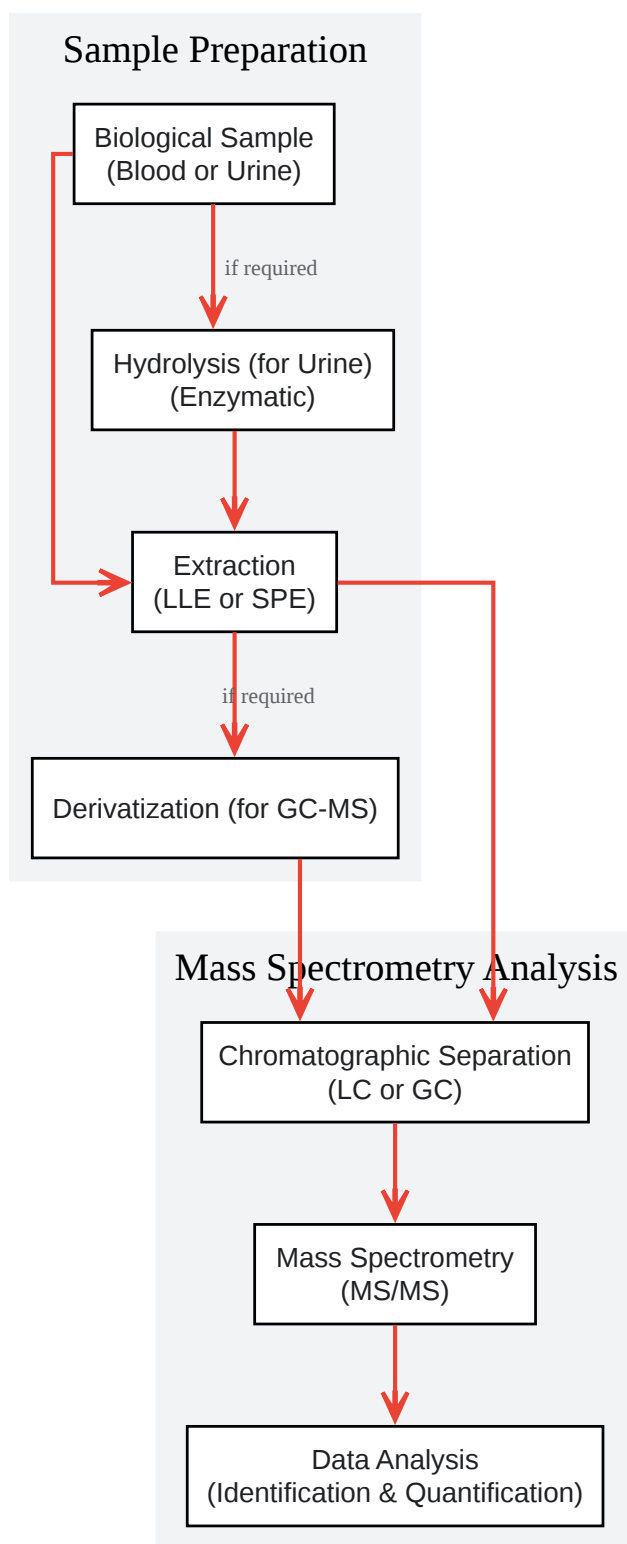 Sample Preparation
Biological Sample
(Blood or Urine)
if required
Hydrolysis (for Urine)
(Enzymatic)
Extraction
(LLE or SPE)
if required
Derivatization (for GC-MS)
Mass Spectrometry Analysis
Chromatographic Separation
(LC or GC)
Mass Spectrometry
(MS/MS)
Data Analysis
(Identification & Quantification)